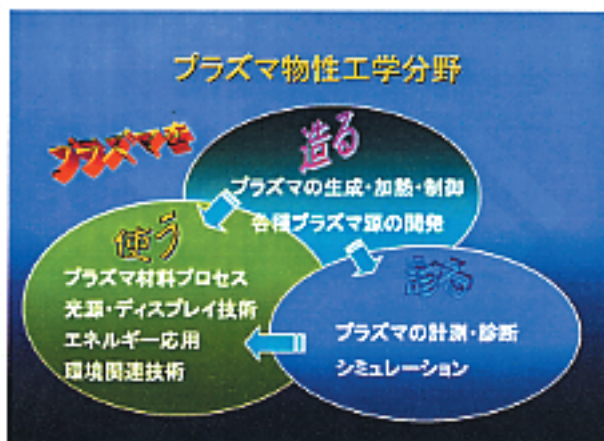 プラズマ物性工学分野
プラズマを
造る
プラズマの生成・加熱・制御
各種プラズマ源の開発
使う
プラズマ材料プロセス
光源・ディスプレイ技術
エネルギー応用
環境関連技術
プラズマの計測・診断
シミュレーション